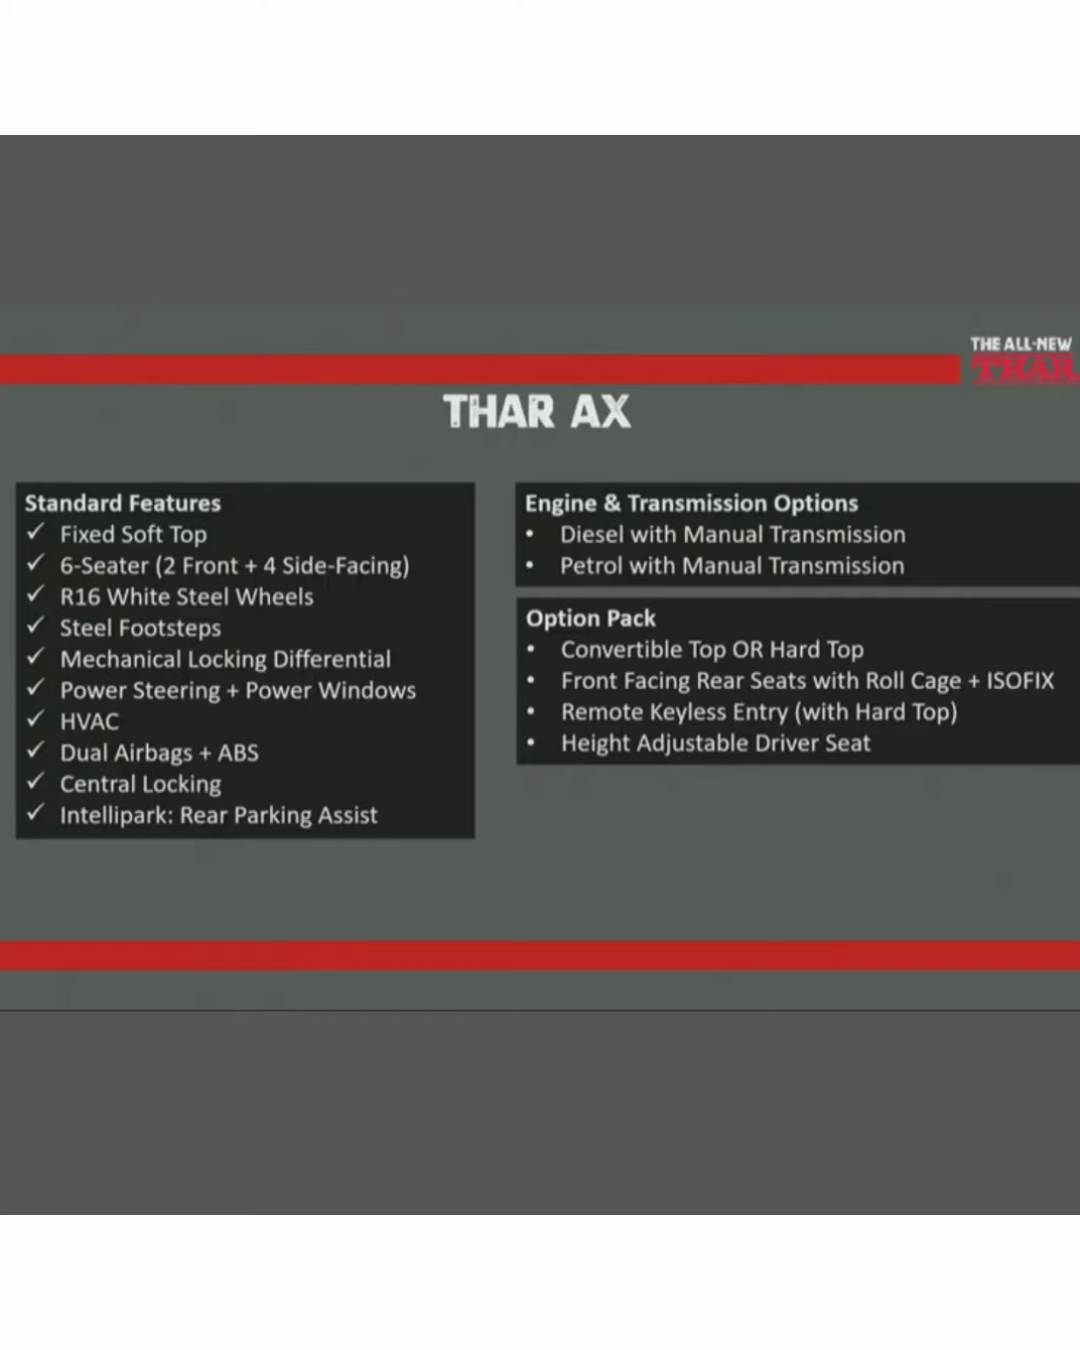 THE ALL-NEW
THAR
THAR AX
Standard Features
✓ Fixed Soft Top
✓ 6-Seater (2 Front + 4 Side-Facing)
✓ R16 White Steel Wheels
✓ Steel Footsteps
✓ Mechanical Locking Differential
✓ Power Steering + Power Windows
✓ HVAC
✓ Dual Airbags + ABS
✓ Central Locking
✓ Intellipark: Rear Parking Assist
Engine & Transmission Options
• Diesel with Manual Transmission
• Petrol with Manual Transmission
Option Pack
• Convertible Top OR Hard Top
• Front Facing Rear Seats with Roll Cage + ISOFIX
• Remote Keyless Entry (with Hard Top)
• Height Adjustable Driver Seat